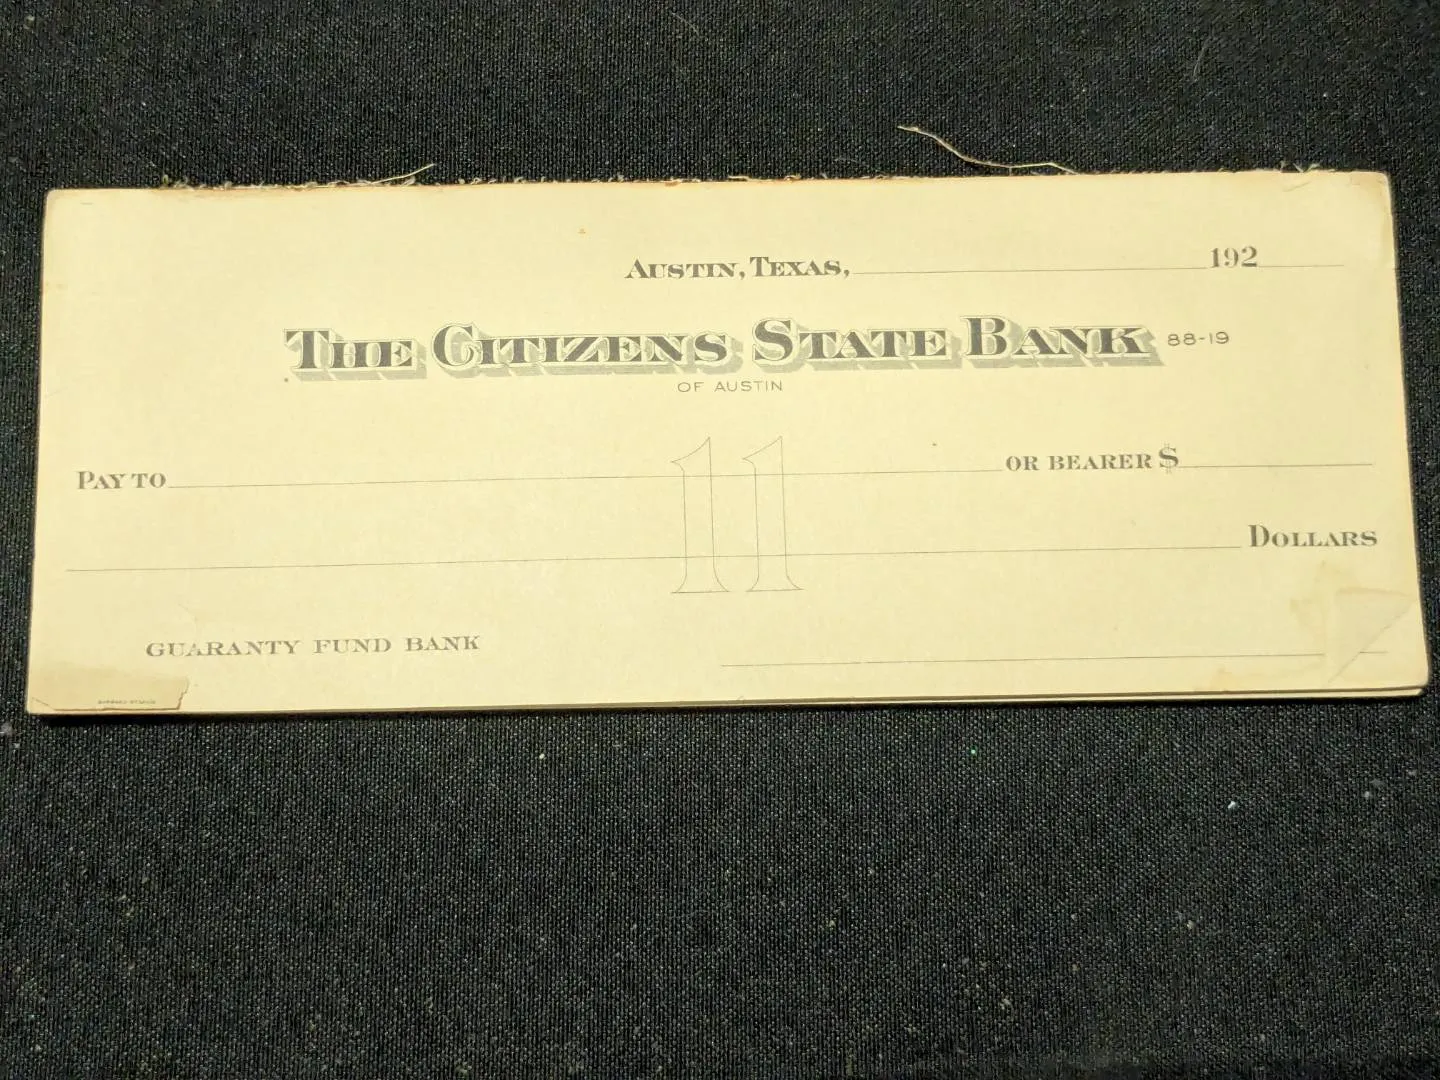 AUSTIN, TEXAS, 192
THE CITIZENS STATE BANK 88-19
OF AUSTIN
11
PAY TO OR BEARER $
DOLLARS
GUARANTY FUND BANK